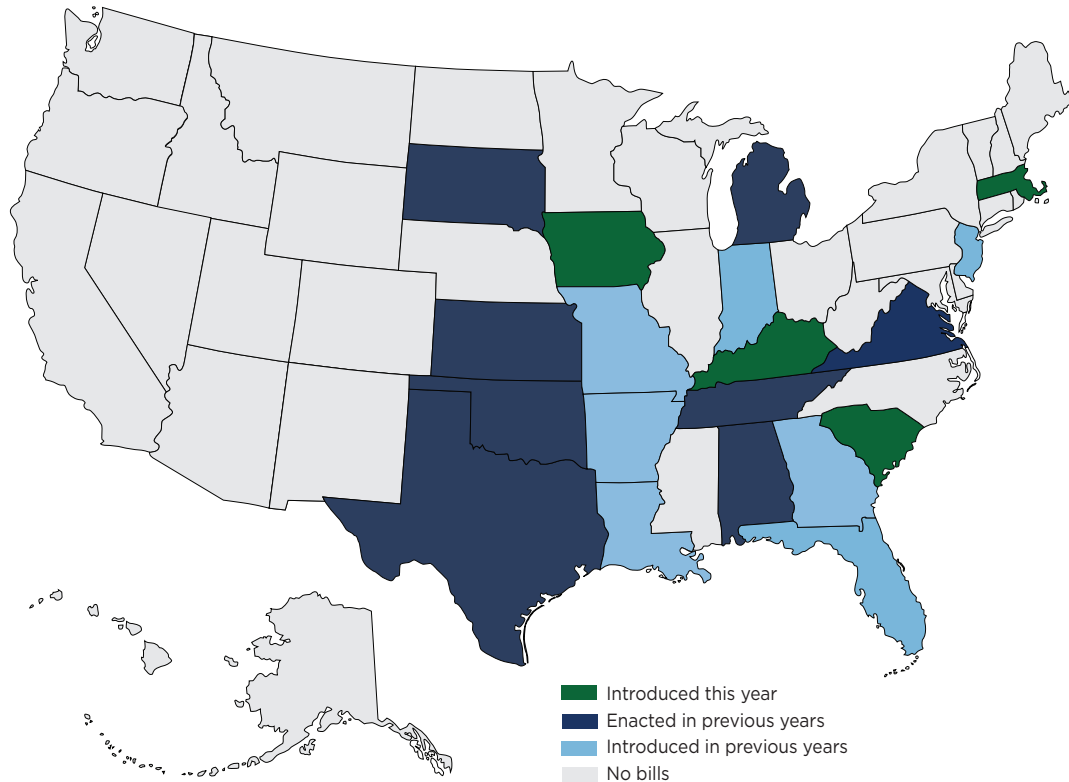 Introduced this year
Enacted in previous years
Introduced in previous years
No bills